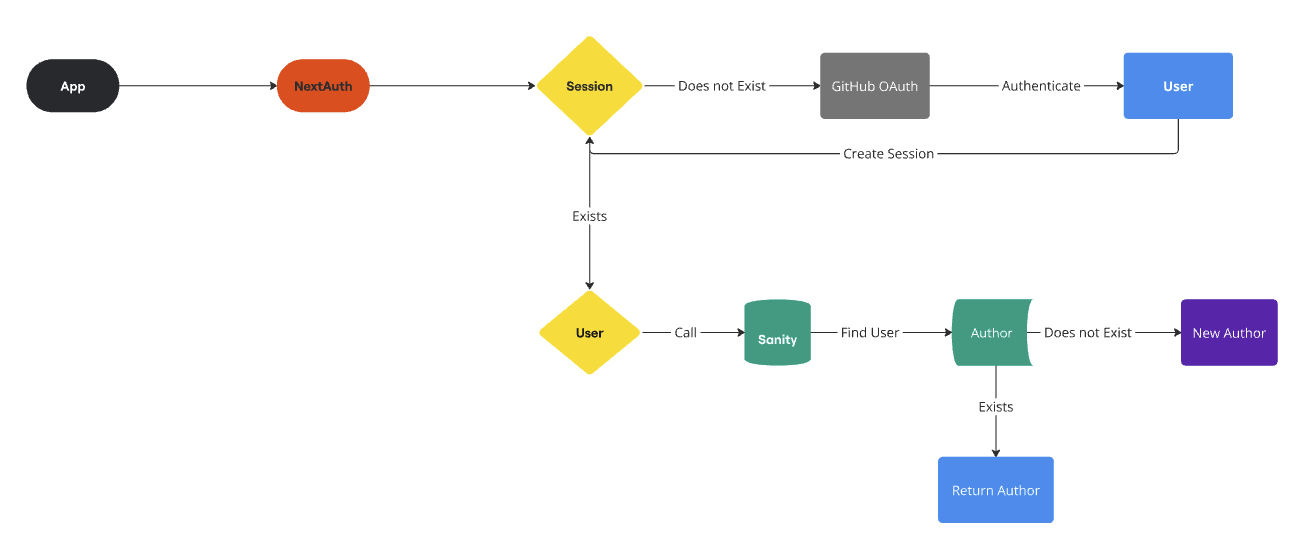 App
NextAuth
Session
Does not Exist
GitHub OAuth
Authenticate
User
Create Session
Exists
User
Call
Sanity
Find User
Author
Does not Exist
New Author
Exists
Return Author